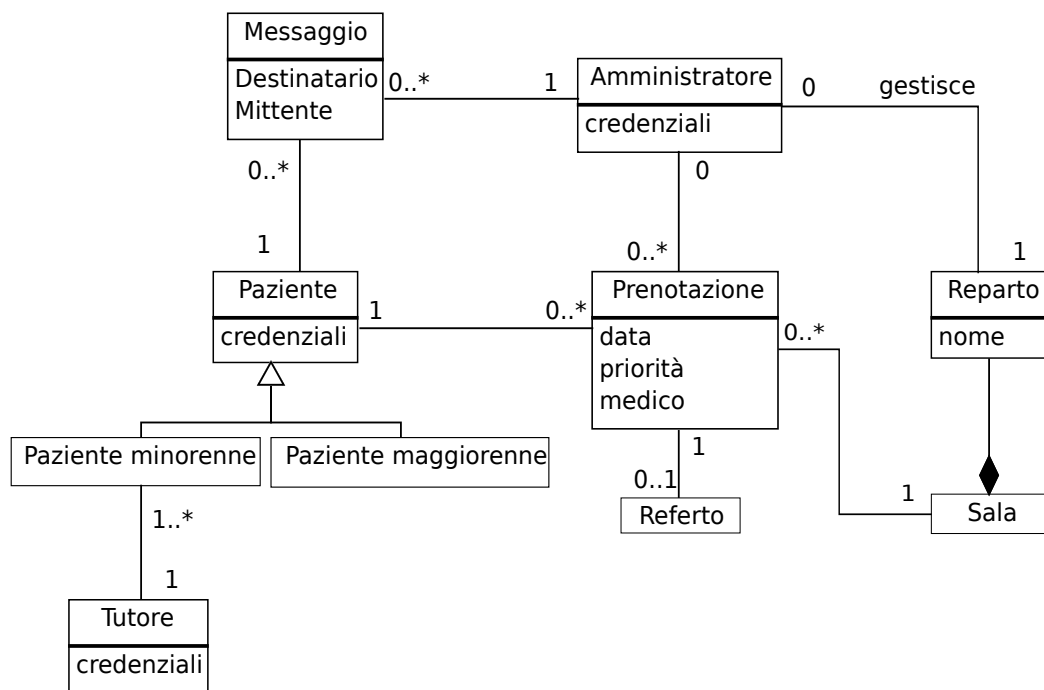 Messaggio
Destinatario
Mittente
0..*
1
Amministratore
credenziali
0
gestisce
0..*
0
1
0..*
1
Paziente
credenziali
1
0..*
Prenotazione
data
priorità
medico
0..*
Reparto
nome
Paziente minorenne
Paziente maggiorenne
1
0..1
Referto
1
Sala
1..*
1
Tutore
credenziali